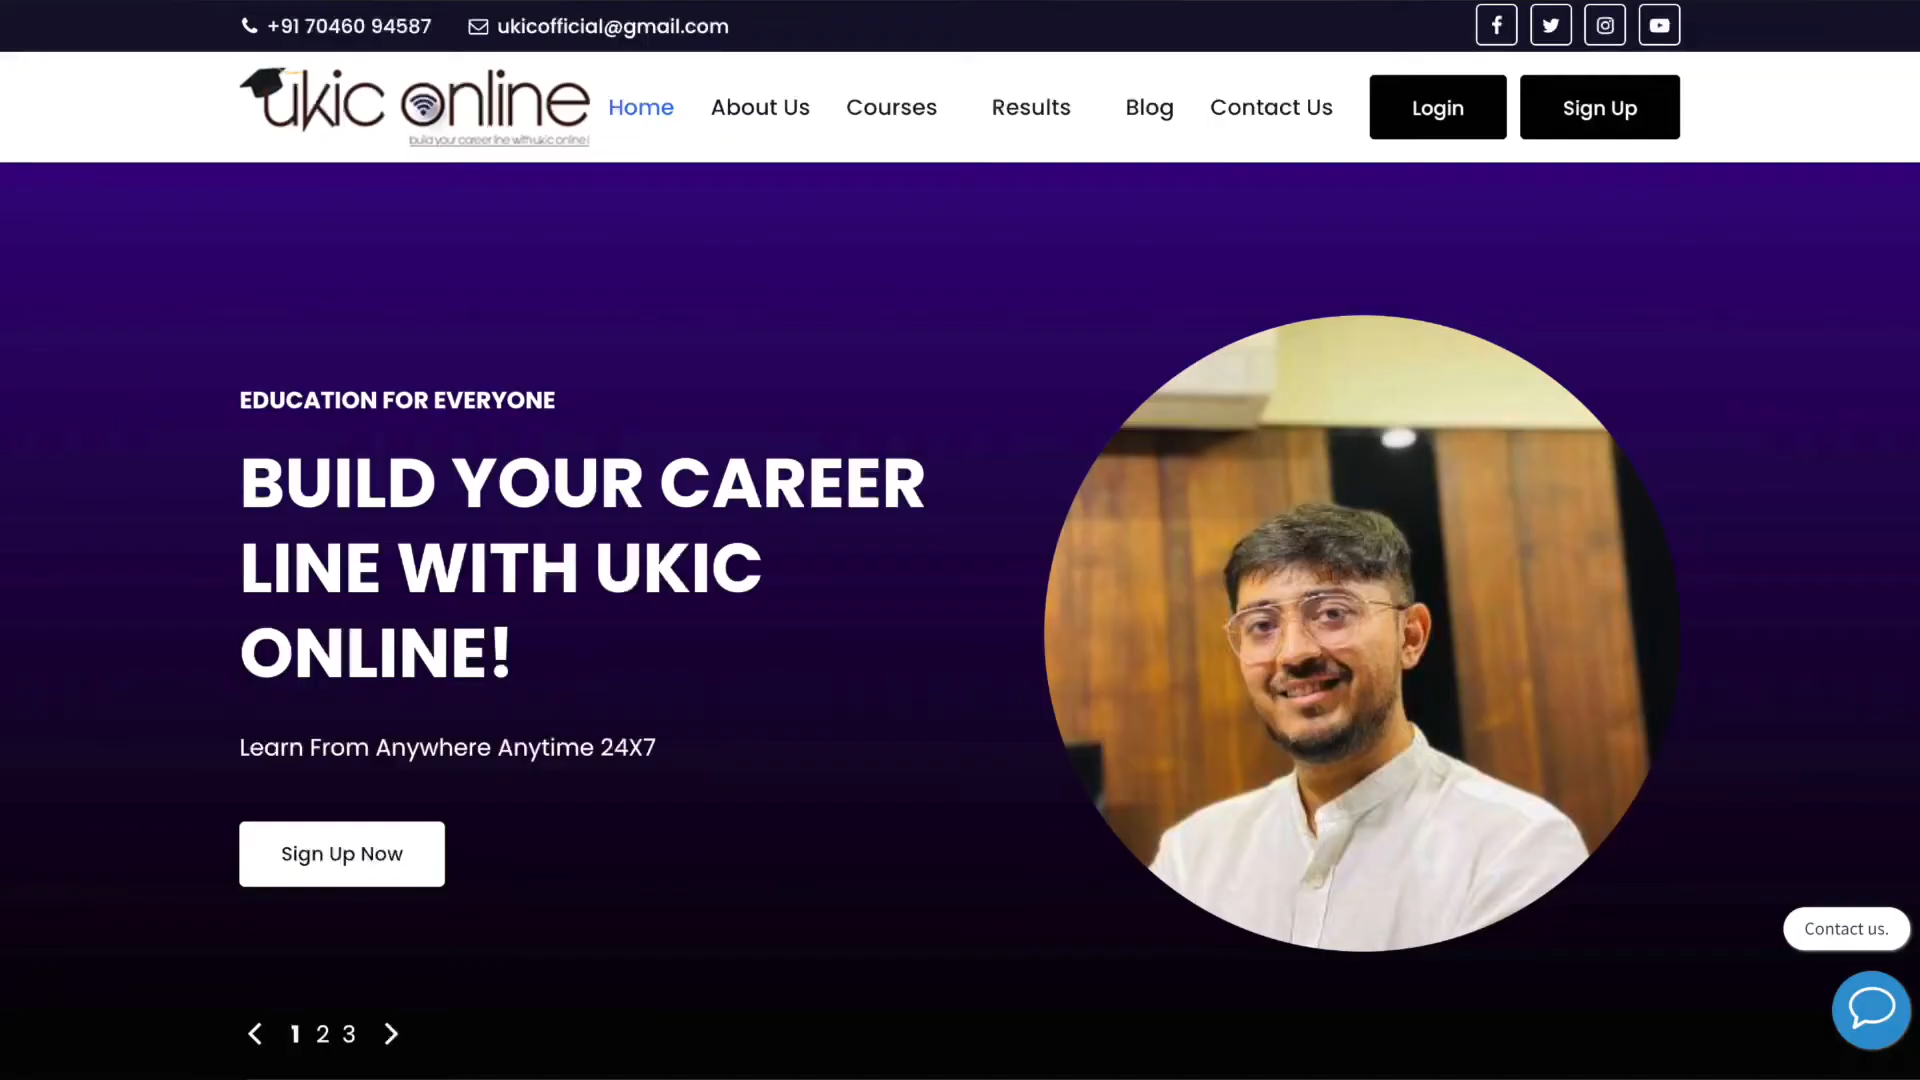 +91 70460 94587
ukicofficial@gmail.com
ukic online
build your career line with ukic online!
Home
About Us
Courses
Results
Blog
Contact Us
Login
Sign Up
EDUCATION FOR EVERYONE
BUILD YOUR CAREER
LINE WITH UKIC
ONLINE!
Learn From Anywhere Anytime 24X7
Sign Up Now
Contact us.
1 2 3